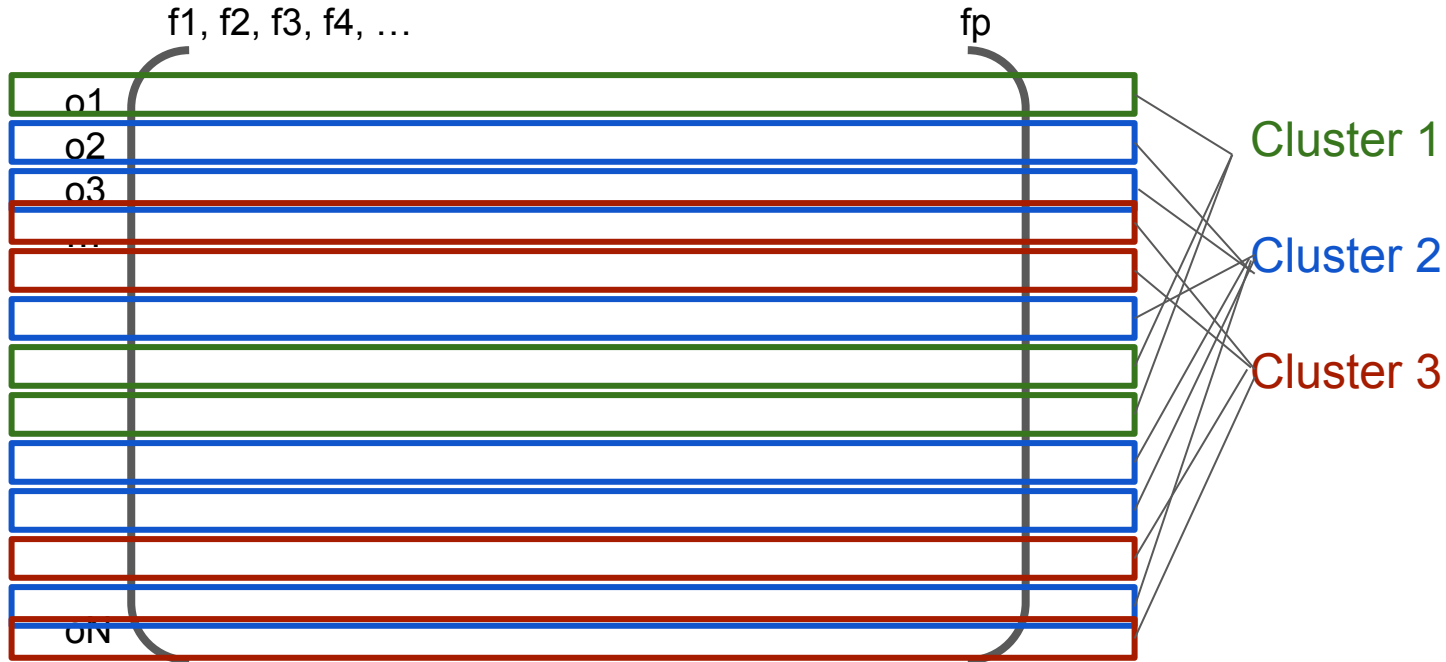 f1, f2, f3, f4, … fp
o1
Cluster 1
o2
o3
…
Cluster 2
Cluster 3
oN